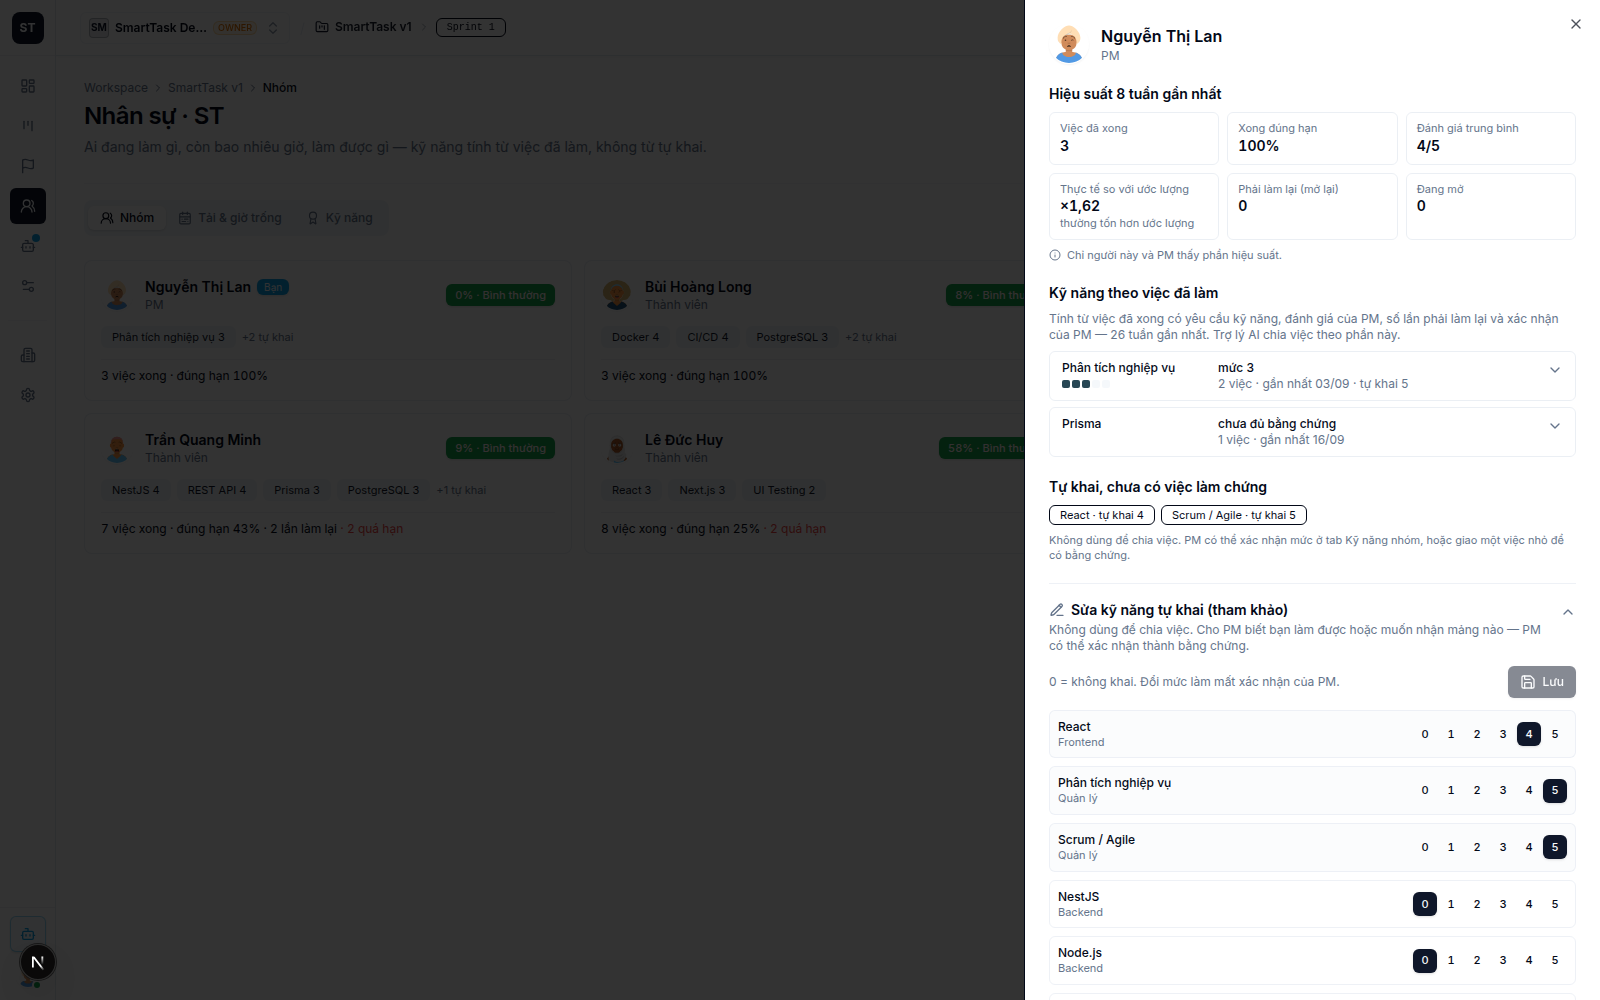 ST
SM SmartTask De... OWNER
SmartTask v1
Sprint 1
Workspace > SmartTask v1 > Nhóm
Nhân sự · ST
Ai đang làm gì, còn bao nhiêu giờ, làm được gì — kỹ năng tính từ việc đã làm, không từ tự khai.
Nhóm
Tải & giờ trống
Kỹ năng
Nguyễn Thị Lan Bạn
PM
0% · Bình thường
Phân tích nghiệp vụ 3 +2 tự khai
3 việc xong · đúng hạn 100%
Bùi Hoàng Long
Thành viên
8% · Bình thư
Docker 4 CI/CD 4 PostgreSQL 3 +2 tự khai
3 việc xong · đúng hạn 100%
Trần Quang Minh
Thành viên
9% · Bình thường
NestJS 4 REST API 4 Prisma 3 PostgreSQL 3 +1 tự khai
7 việc xong · đúng hạn 43% · 2 lần làm lại · 2 quá hạn
Lê Đức Huy
Thành viên
58% · Bình thư
React 3 Next.js 3 UI Testing 2
8 việc xong · đúng hạn 25% · 2 quá hạn
N
Nguyễn Thị Lan
PM
Hiệu suất 8 tuần gần nhất
Việc đã xong
3
Xong đúng hạn
100%
Đánh giá trung bình
4/5
Thực tế so với ước lượng
×1,62
thường tốn hơn ước lượng
Phải làm lại (mở lại)
0
Đang mở
0
Chỉ người này và PM thấy phần hiệu suất.
Kỹ năng theo việc đã làm
Tính từ việc đã xong có yêu cầu kỹ năng, đánh giá của PM, số lần phải làm lại và xác nhận
của PM — 26 tuần gần nhất. Trợ lý AI chia việc theo phần này.
Phân tích nghiệp vụ
mức 3
2 việc · gần nhất 03/09 · tự khai 5
Prisma
chưa đủ bằng chứng
1 việc · gần nhất 16/09
Tự khai, chưa có việc làm chứng
React · tự khai 4
Scrum / Agile · tự khai 5
Không dùng để chia việc. PM có thể xác nhận mức ở tab Kỹ năng nhóm, hoặc giao một việc nhỏ để
có bằng chứng.
Sửa kỹ năng tự khai (tham khảo)
Không dùng để chia việc. Cho PM biết bạn làm được hoặc muốn nhận mảng nào — PM
có thể xác nhận thành bằng chứng.
0 = không khai. Đổi mức làm mất xác nhận của PM.
Lưu
React
Frontend
0 1 2 3 4 5
Phân tích nghiệp vụ
Quản lý
0 1 2 3 4 5
Scrum / Agile
Quản lý
0 1 2 3 4 5
NestJS
Backend
0 1 2 3 4 5
Node.js
Backend
0 1 2 3 4 5